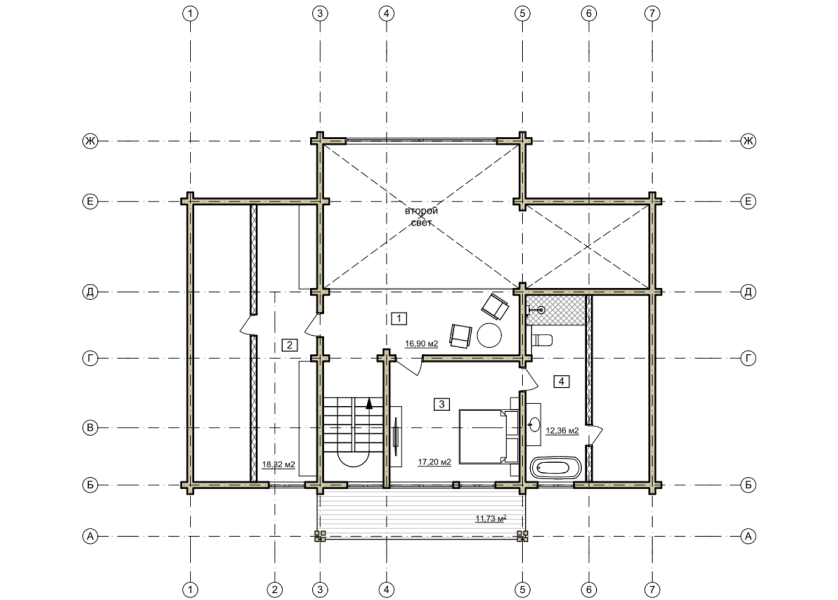 1 3 4 5 6 7
Ж Ж
Е Е
второй
свет
Д Д
1
16,90 м2
2
Г Г
4
3
В В
12,36 м2
18,32 м2
17,20 м2
Б Б
11,73 м²
А А
1 2 3 4 5 6 7